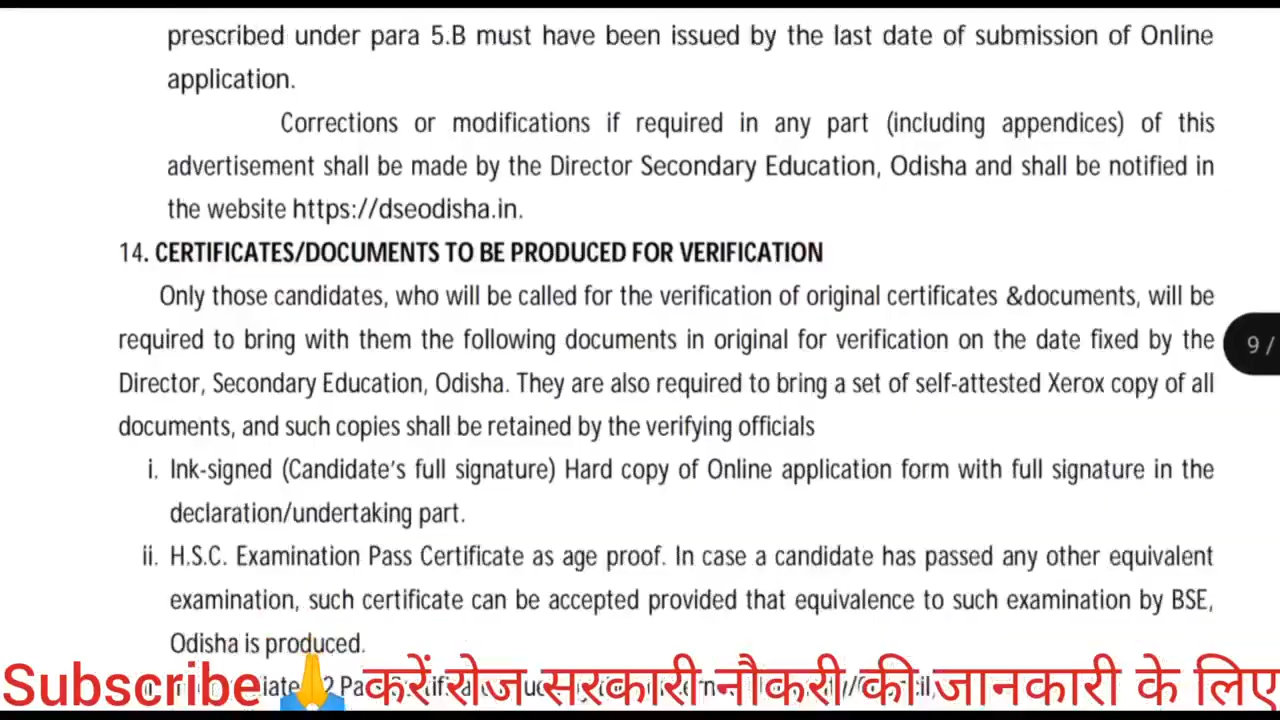 prescribed under para 5.B must have been issued by the last date of submission of Online
application.
Corrections or modifications if required in any part (including appendices) of this
advertisement shall be made by the Director Secondary Education, Odisha and shall be notified in
the website https://dseodisha.in.
14. CERTIFICATES/DOCUMENTS TO BE PRODUCED FOR VERIFICATION
Only those candidates, who will be called for the verification of original certificates &documents, will be
required to bring with them the following documents in original for verification on the date fixed by the
9 /
Director, Secondary Education, Odisha. They are also required to bring a set of self-attested Xerox copy of all
documents, and such copies shall be retained by the verifying officials
i. Ink-signed (Candidate's full signature) Hard copy of Online application form with full signature in the
declaration/undertaking part.
ii. H.S.C. Examination Pass Certificate as age proof. In case a candidate has passed any other equivalent
examination, such certificate can be accepted provided that equivalence to such examination by BSE,
Odisha is produced.
Subscribe 🙏 करें रोज सरकारी नौकरी की जानकारी के लिए